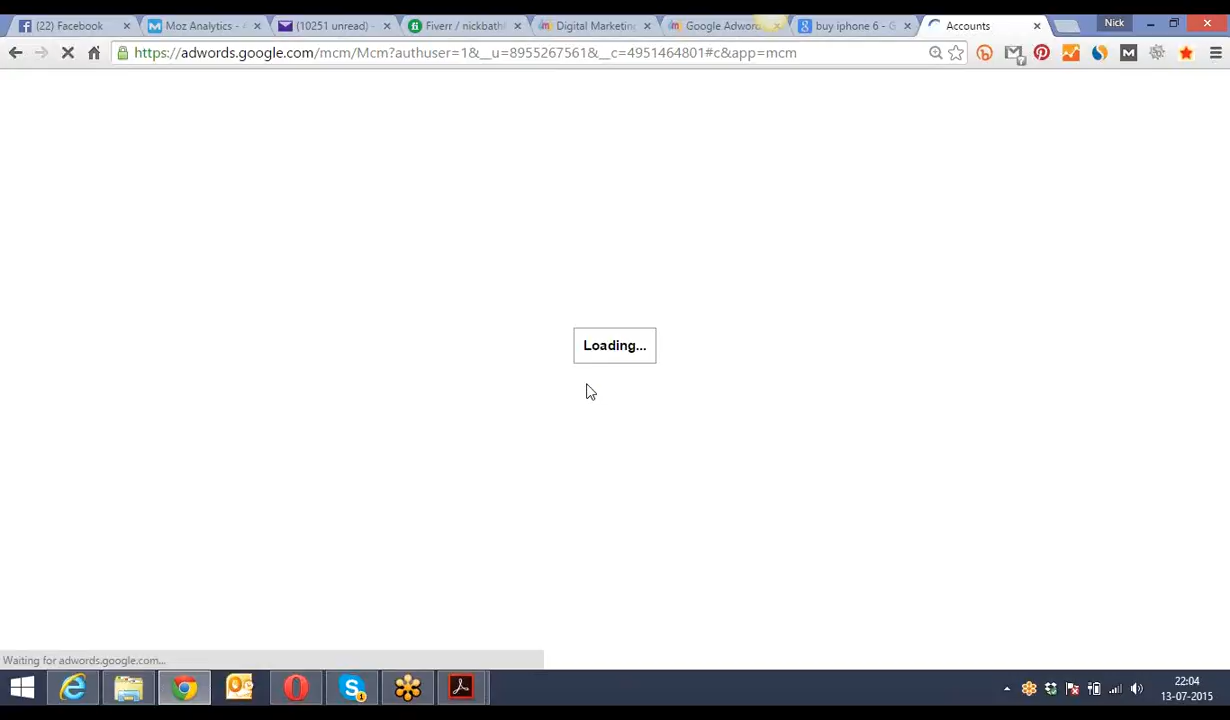 (22) Facebook
Moz Analytics -
(10251 unread) -
Fiverr / nickbath
Digital Marketin
Google Adword
buy iphone 6 - G
Accounts
Nick
https://adwords.google.com/mcm/Mcm?authuser=1&__u=8955267561&__c=4951464801#c&app=mcm
Loading...
Waiting for adwords.google.com...
22:04
13-07-2015